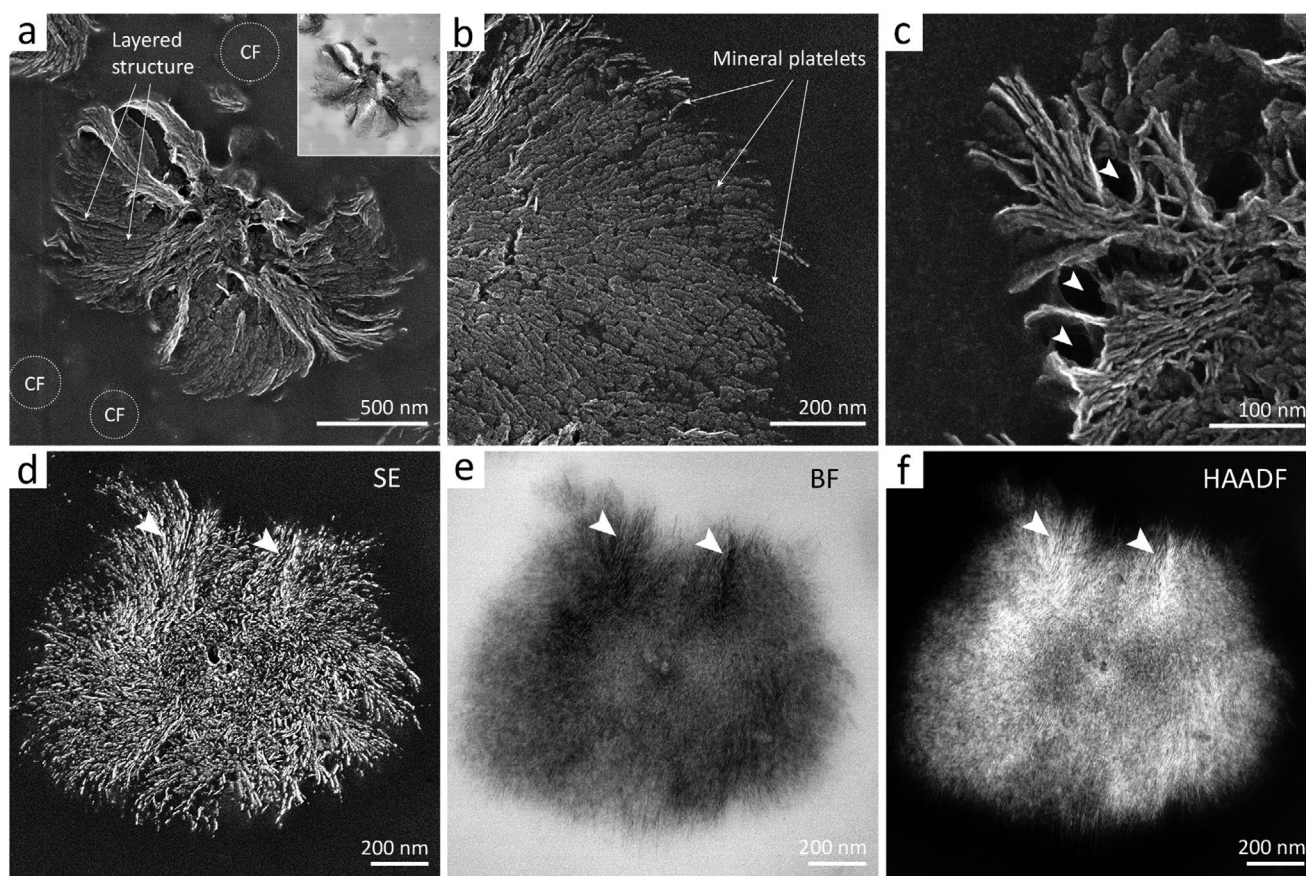 a
Layered
structure
CF
CF
CF
500 nm
b
Mineral platelets
200 nm
c
100 nm
d
SE
200 nm
e
BF
200 nm
f
HAADF
200 nm